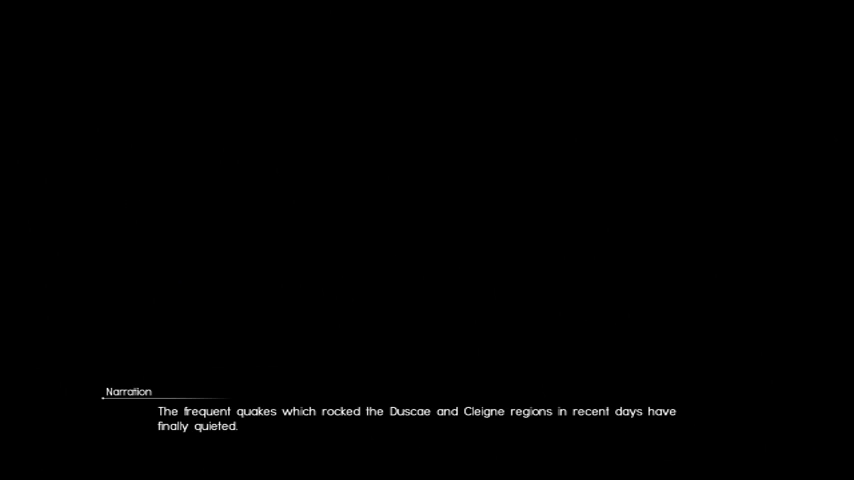 Narration
The frequent quakes which rocked the Duscae and Cleigne regions in recent days have
finally quieted.